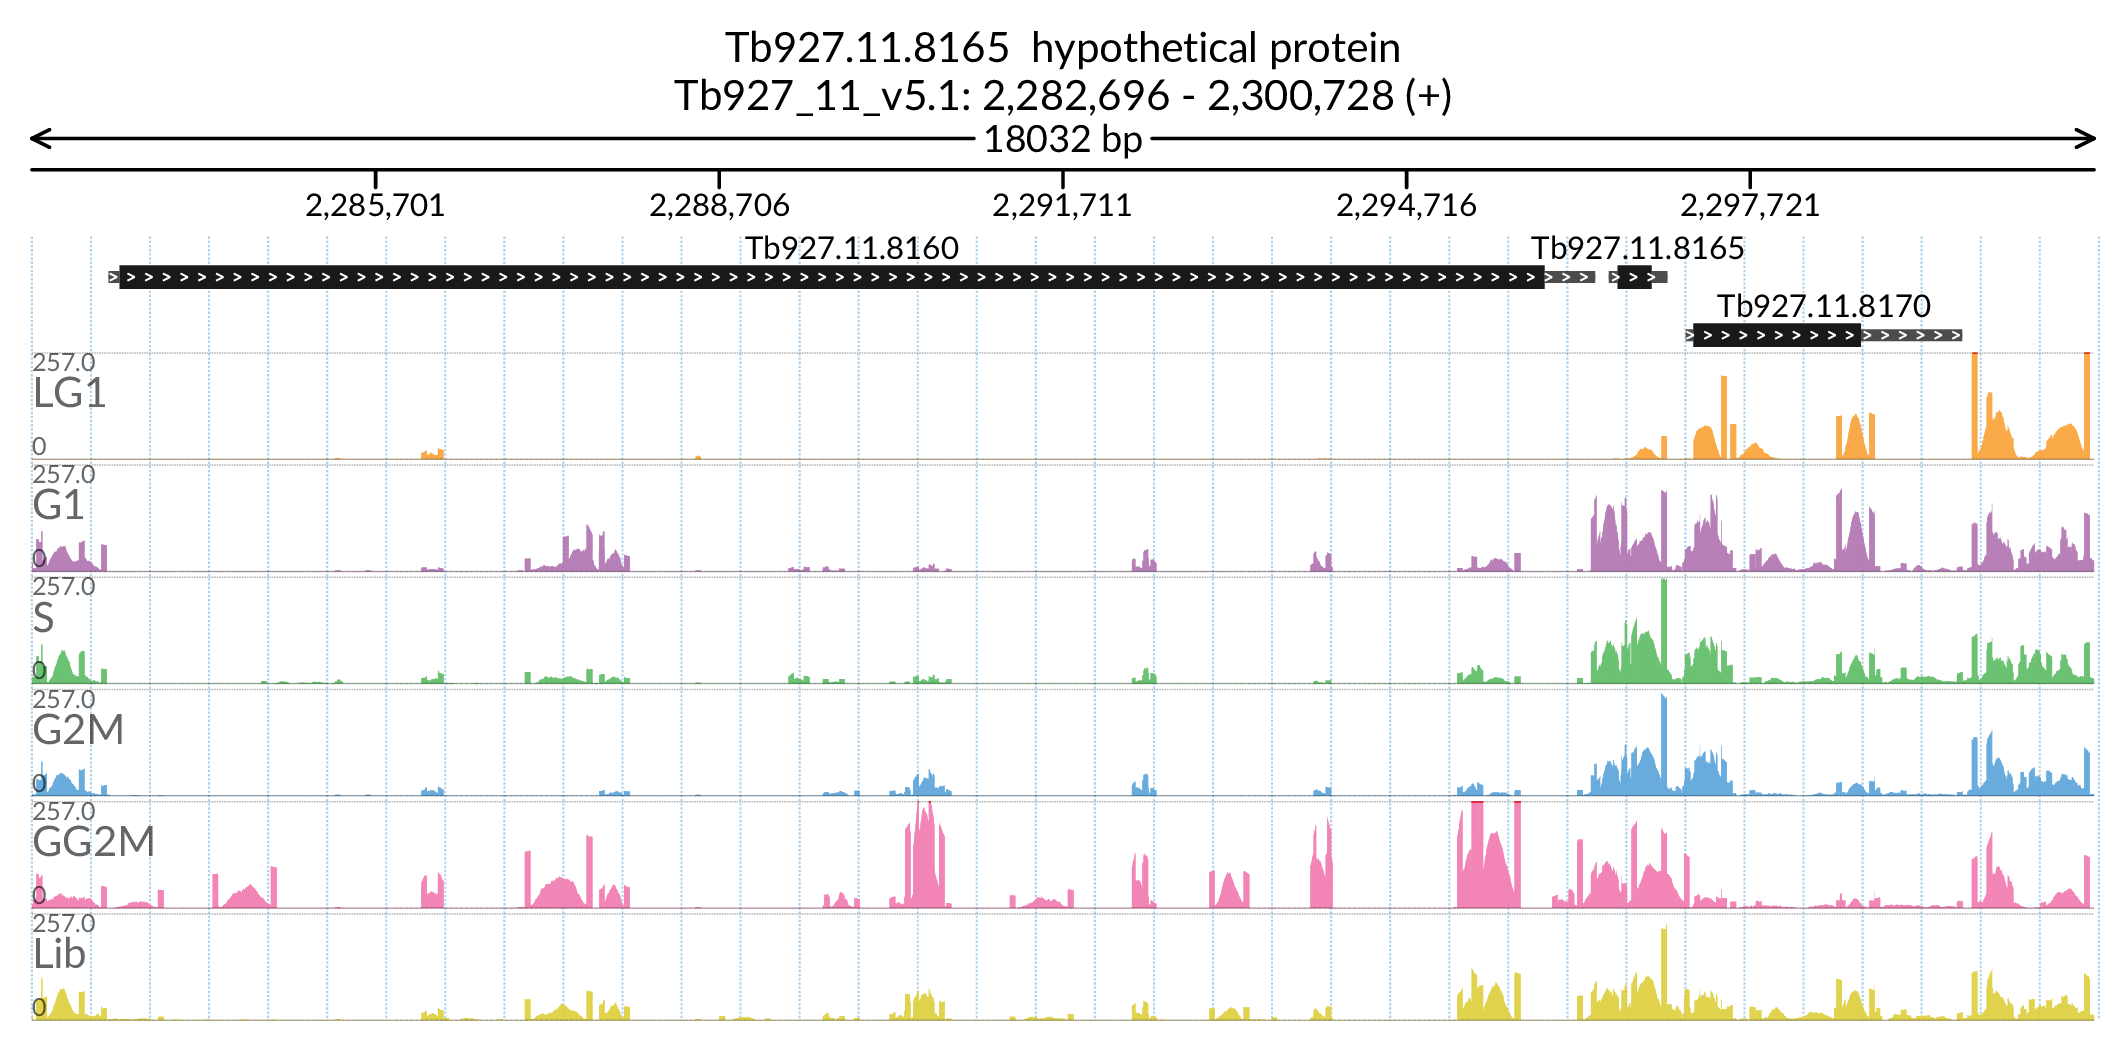 Tb927.11.8165 hypothetical protein
Tb927_11_v5.1: 2,282,696 - 2,300,728 (+)
18032 bp
2,285,701 2,288,706 2,291,711 2,294,716 2,297,721
Tb927.11.8160 Tb927.11.8165
Tb927.11.8170
257.0
LG1
0
257.0
G1
0
257.0
S
0
257.0
G2M
0
257.0
GG2M
0
257.0
Lib
0